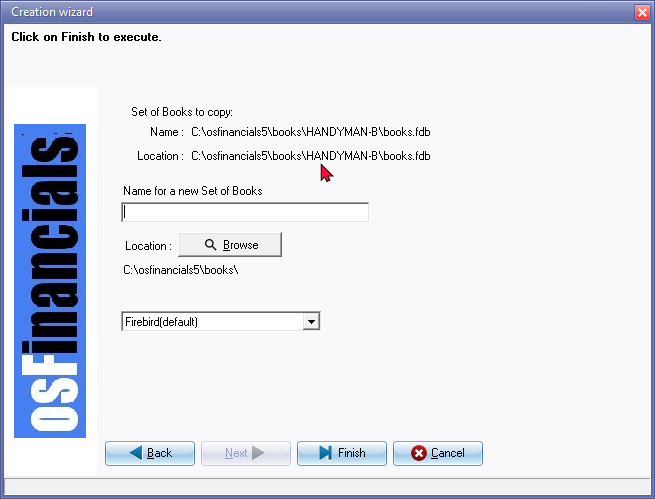 Creation wizard
Click on Finish to execute.
osFinancials
Set of Books to copy:
Name : C:\osfinancials5\books\HANDYMAN-B\books.fdb
Location : C:\osfinancials5\books\HANDYMAN-B\books.fdb
Name for a new Set of Books
Location : Browse
C:\osfinancials5\books\
Firebird(default)
Back Next Finish Cancel